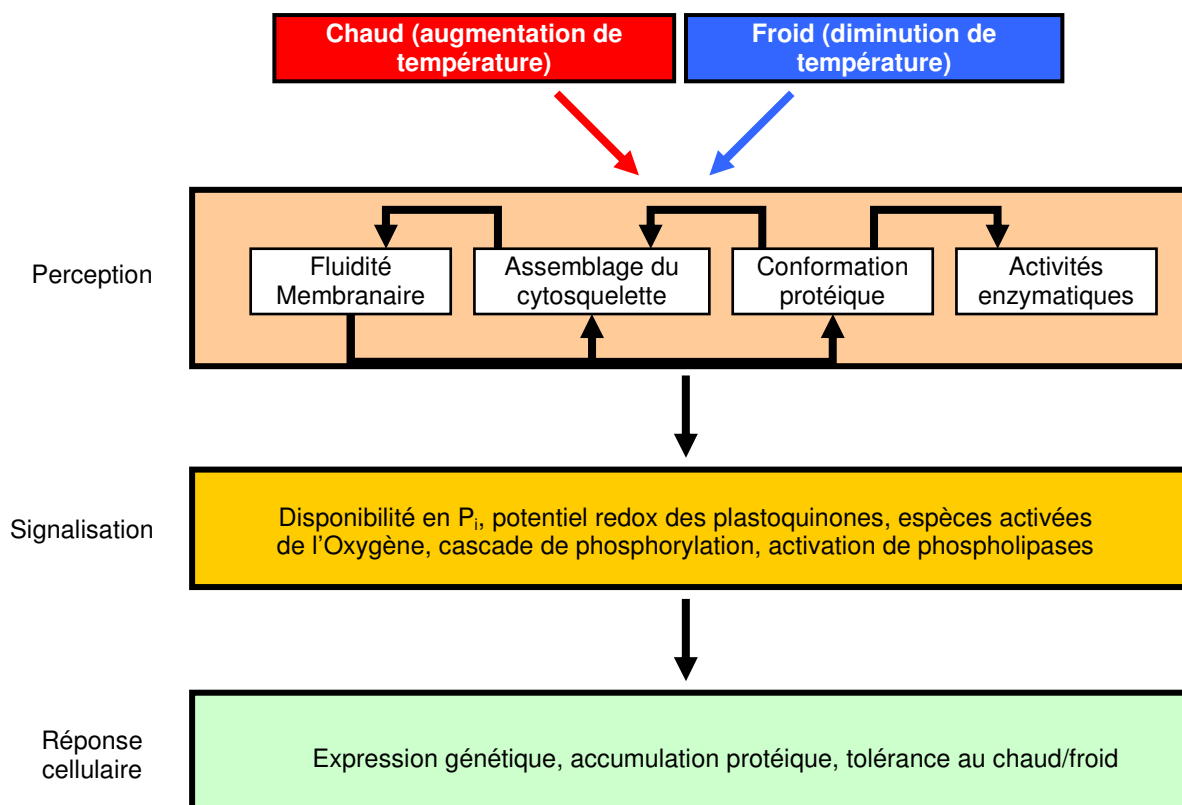 Chaud (augmentation de
température)
Froid (diminution de
température)
Perception
Fluidité
Membranaire
Assemblage du
cytosquelette
Conformation
protéique
Activités
enzymatiques
Signalisation
Disponibilité en Pi, potentiel redox des plastoquinones, espèces activées
de l’Oxygène, cascade de phosphorylation, activation de phospholipases
Réponse
cellulaire
Expression génétique, accumulation protéique, tolérance au chaud/froid